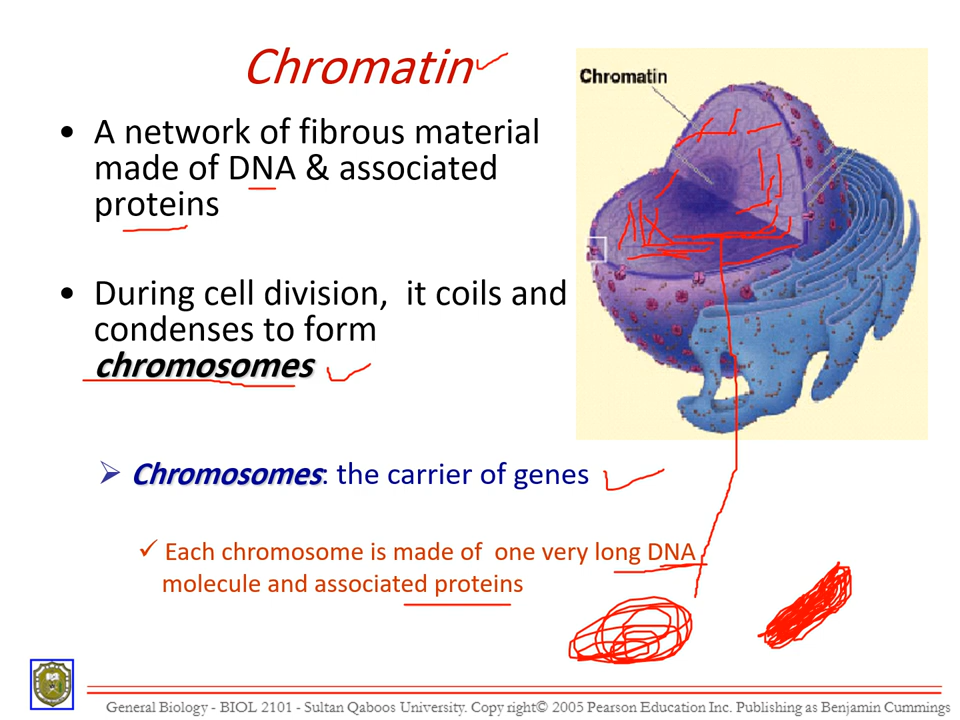 Chromatin
Chromatin
• A network of fibrous material
made of DNA & associated
proteins
• During cell division, it coils and
condenses to form
chromosomes
➢ Chromosomes: the carrier of genes
✓ Each chromosome is made of one very long DNA
molecule and associated proteins
General Biology - BIOL 2101 - Sultan Qaboos University. Copy right© 2005 Pearson Education Inc. Publishing as Benjamin Cummings